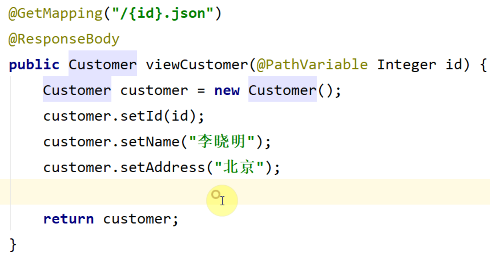 @GetMapping("/{id}.json")
@ResponseBody
public Customer viewCustomer(@PathVariable Integer id) {
    Customer customer = new Customer();
    customer.setId(id);
    customer.setName("李晓明");
    customer.setAddress("北京");
    return customer;
}